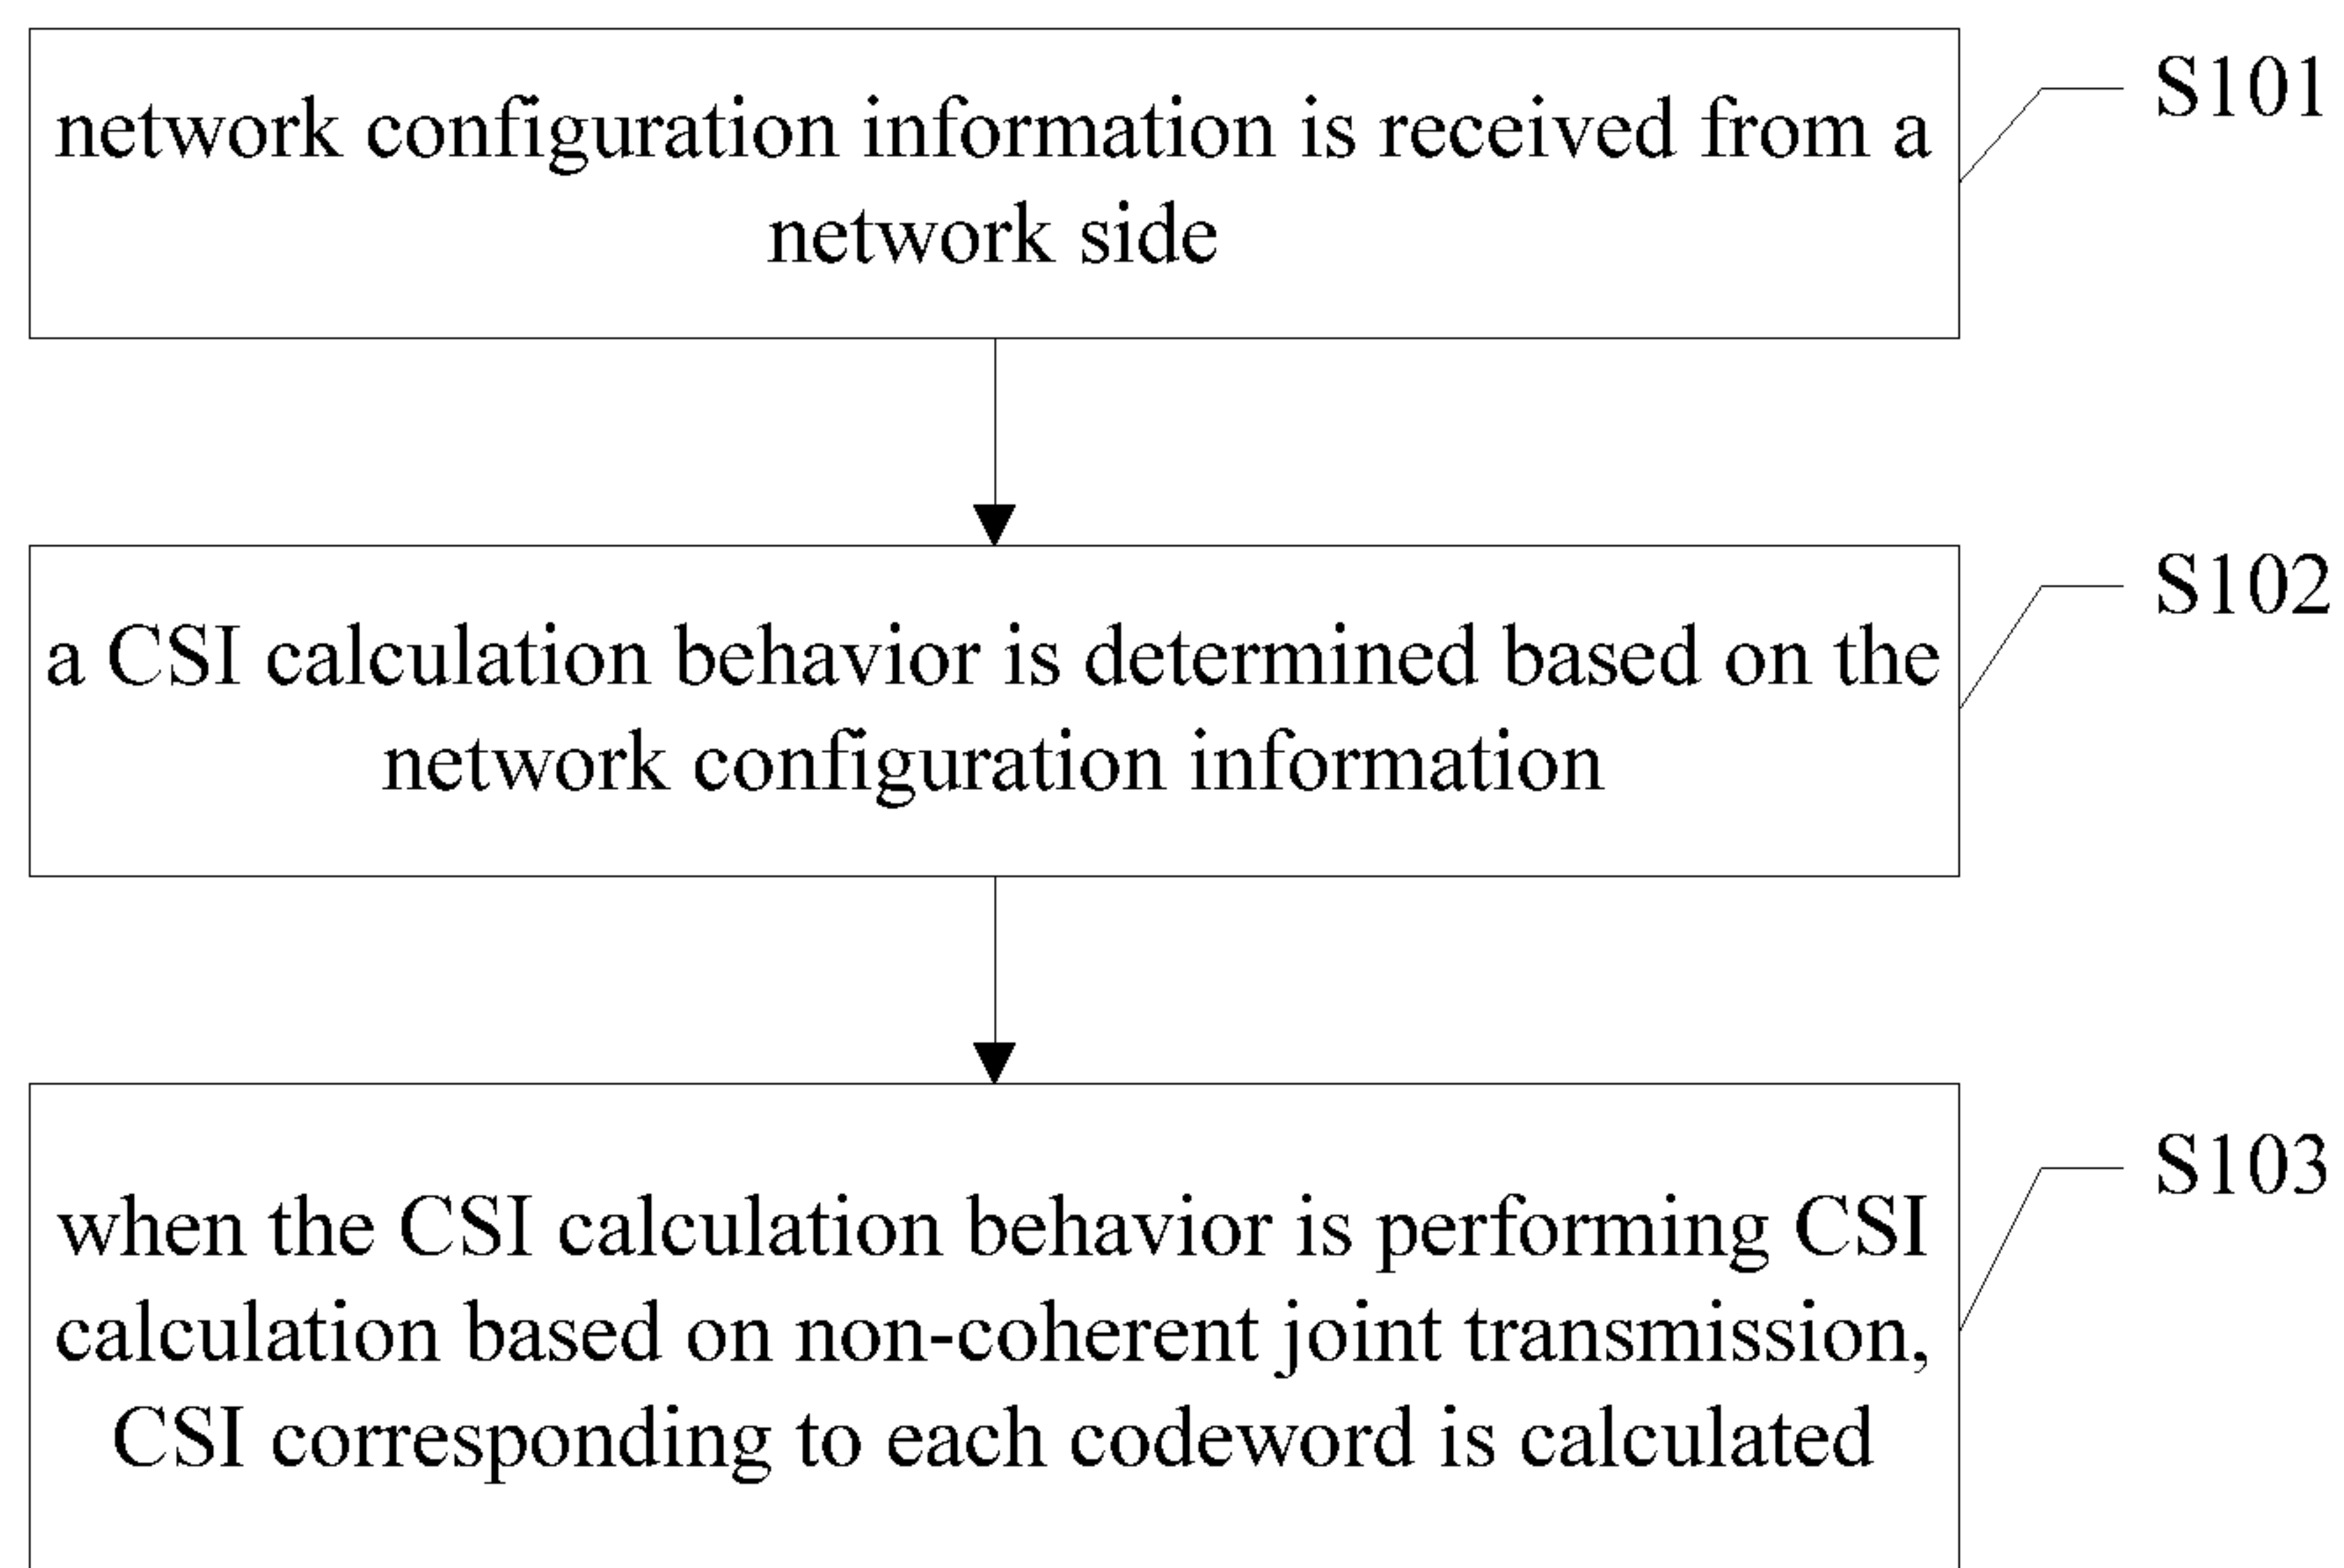 network configuration information is received from a
network side
S101
a CSI calculation behavior is determined based on the
network configuration information
S102
when the CSI calculation behavior is performing CSI
calculation based on non-coherent joint transmission,
CSI corresponding to each codeword is calculated
S103